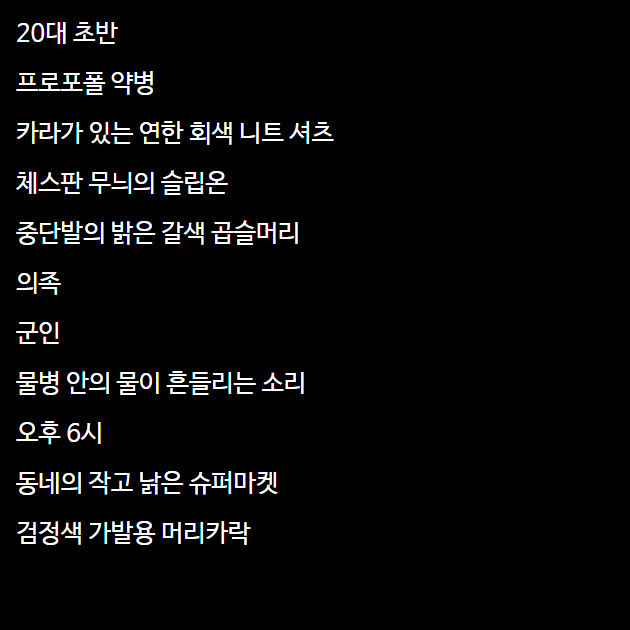 20대 초반
프로포폴 약병
카라가 있는 연한 회색 니트 셔츠
체스판 무늬의 슬립온
중단발의 밝은 갈색 곱슬머리
의족
군인
물병 안의 물이 흔들리는 소리
오후 6시
동네의 작고 낡은 슈퍼마켓
검정색 가발용 머리카락